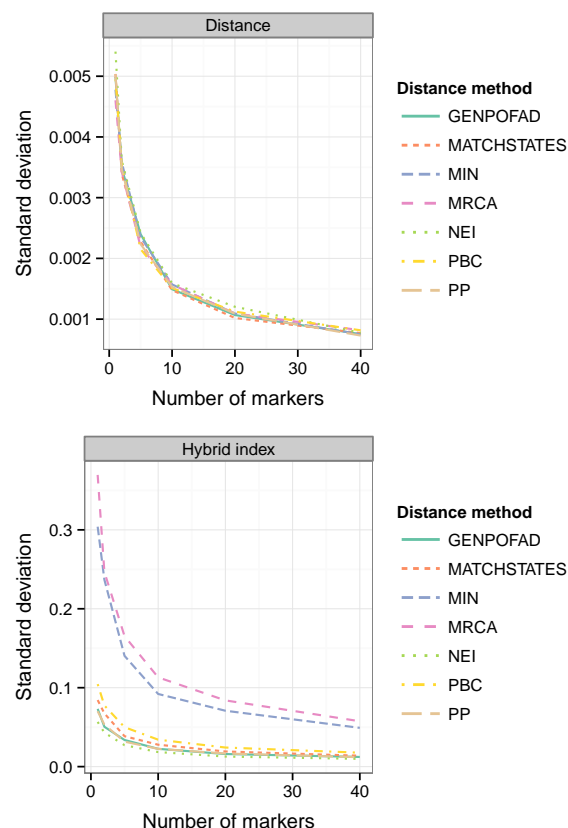 Distance
Standard deviation
0.005
0.004
0.003
0.002
0.001
0 10 20 30 40
Number of markers
Distance method
GENPOFAD
MATCHSTATES
MIN
MRCA
NEI
PBC
PP
Hybrid index
Standard deviation
0.3
0.2
0.1
0.0
0 10 20 30 40
Number of markers
Distance method
GENPOFAD
MATCHSTATES
MIN
MRCA
NEI
PBC
PP